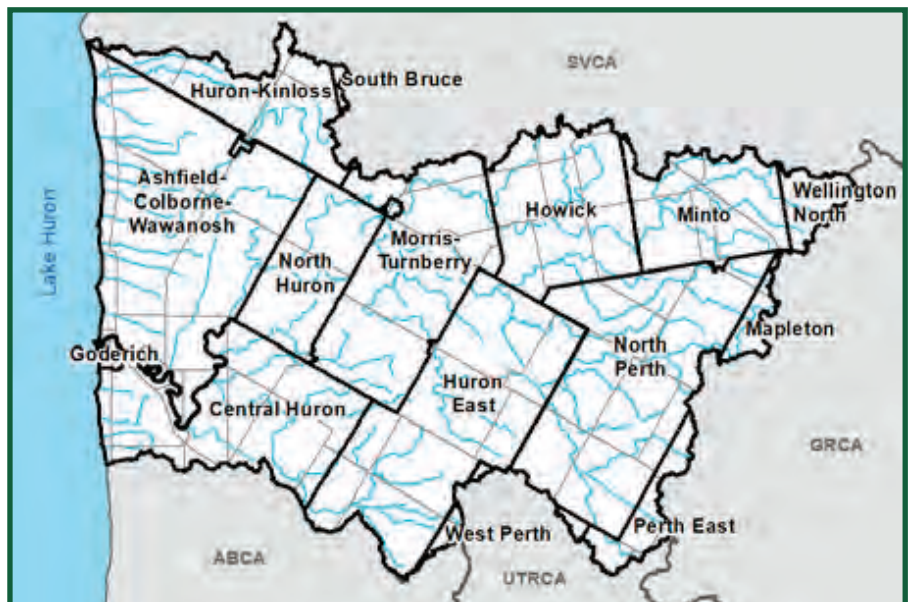 SVCA
South Bruce
Huron-Kinloss
Ashfield-
Colborne-
Wawanosh
Wellington
North
Howick
Minto
Morris-
Turnberry
North
Huron
Lake Huron
Mapleton
North
Perth
Goderich
Huron
East
Central Huron
GRCA
West Perth
Perth East
ABCA
UTRCA